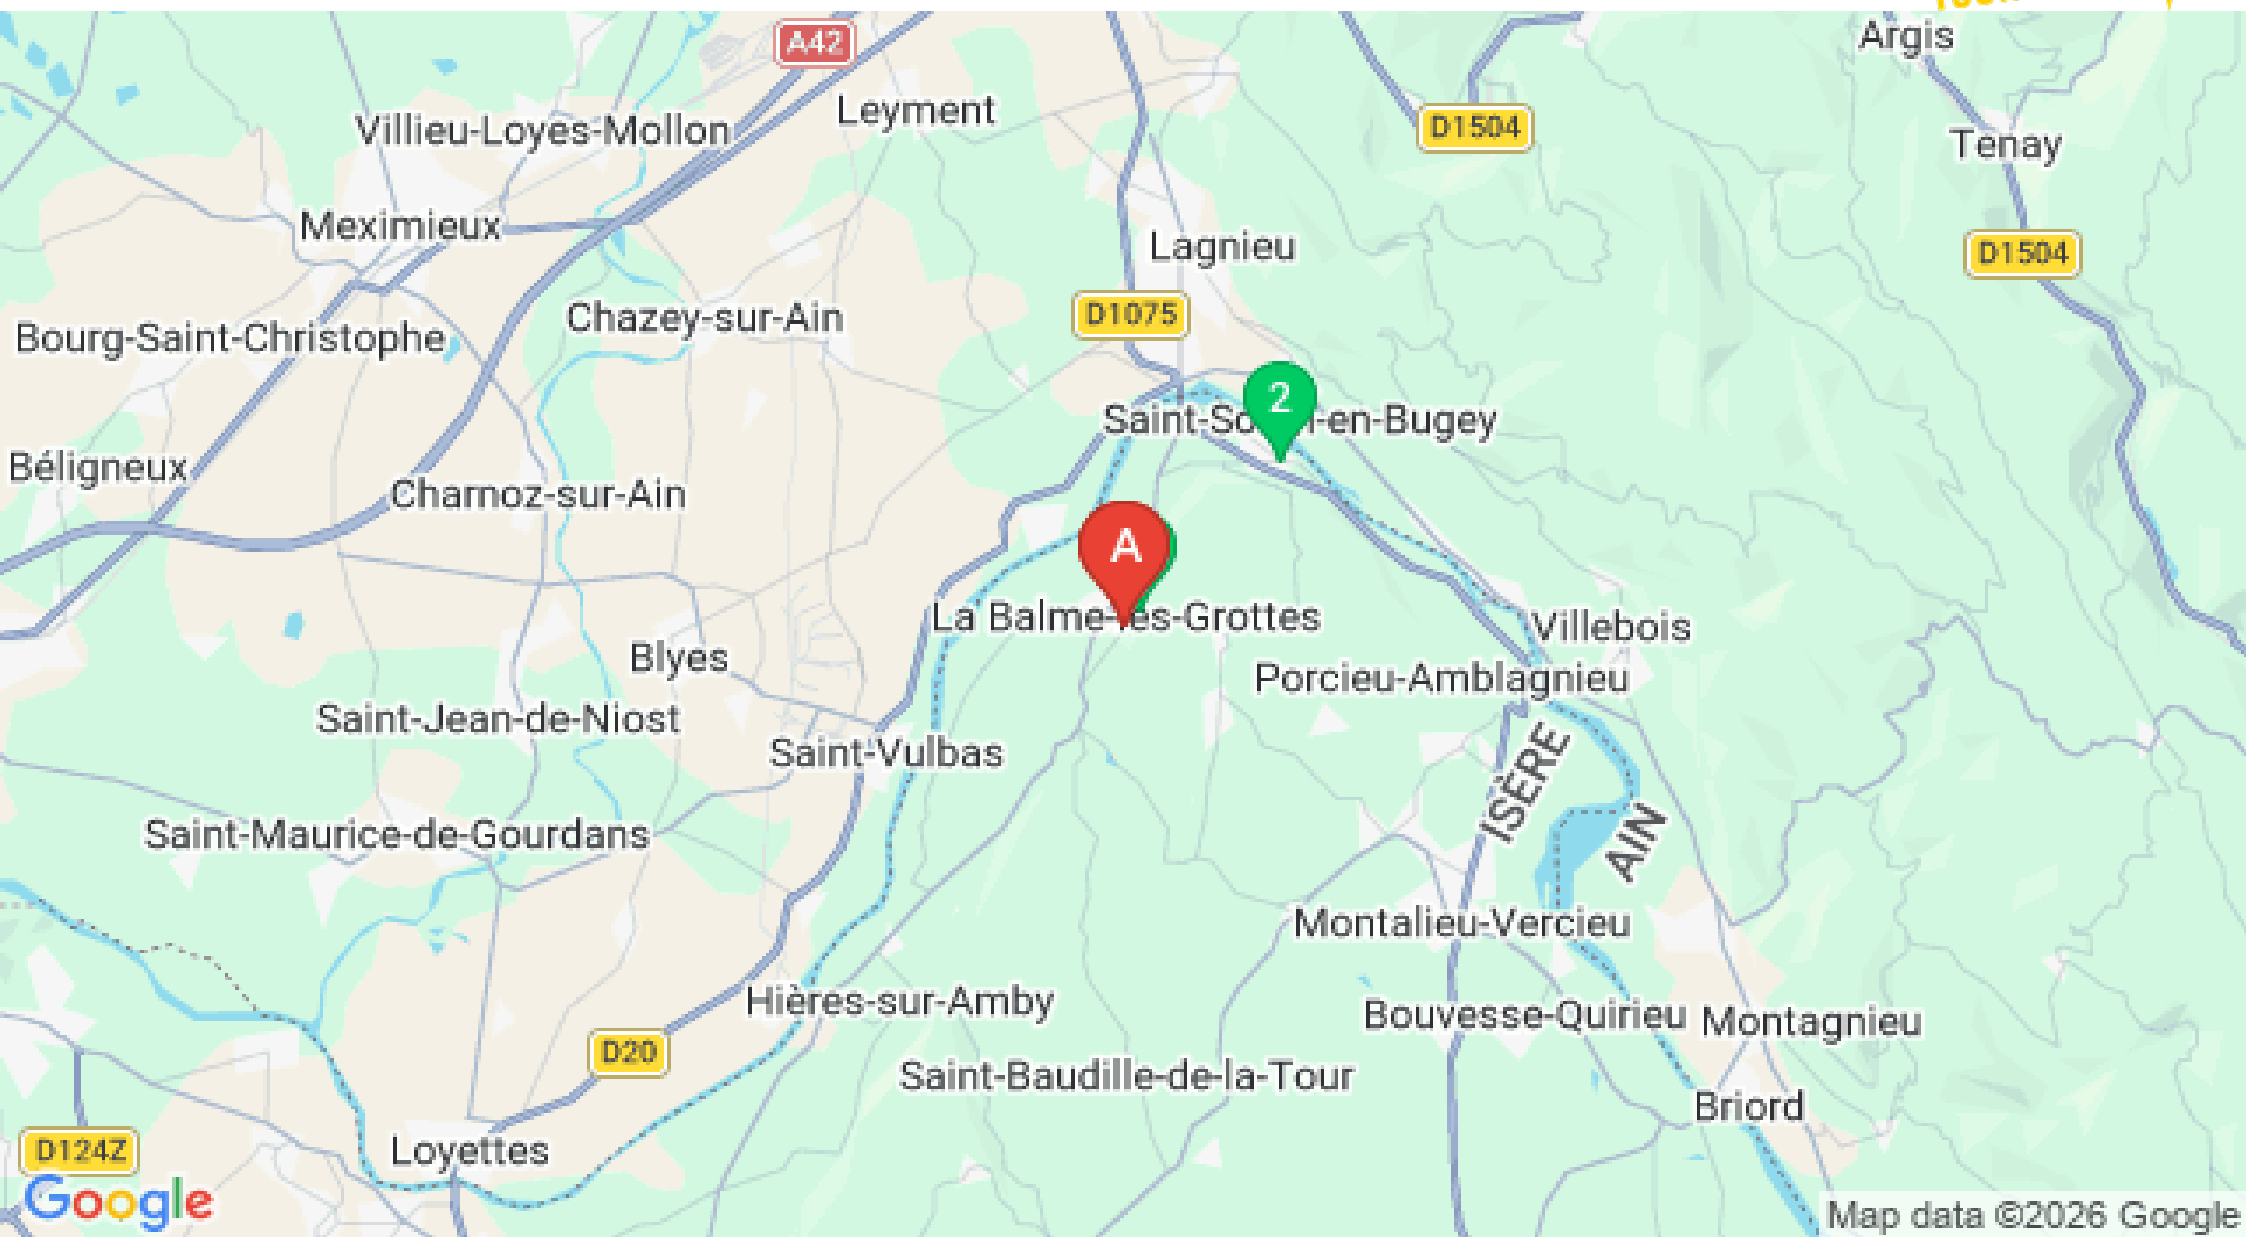 Argis
A42
Leyment
Villieu-Loyes-Mollon
D1504
Tenay
Meximieux
Lagnieu
D1504
Chazey-sur-Ain
D1075
Bourg-Saint-Christophe
2
Saint-So
-en-Bugey
Béligneux
Charnoz-sur-Ain
A
La Balme-les-Grottes
Villebois
Blyes
Porcieu-Amblagnieu
Saint-Jean-de-Niost
Saint-Vulbas
ISÈRE
AIN
Saint-Maurice-de-Gourdans
Montalieu-Vercieu
Hières-sur-Amby
Bouvesse-Quirieu
Montagnieu
D20
Saint-Baudille-de-la-Tour
Briord
D124Z
Loyettes
Google
Map data ©2026 Google